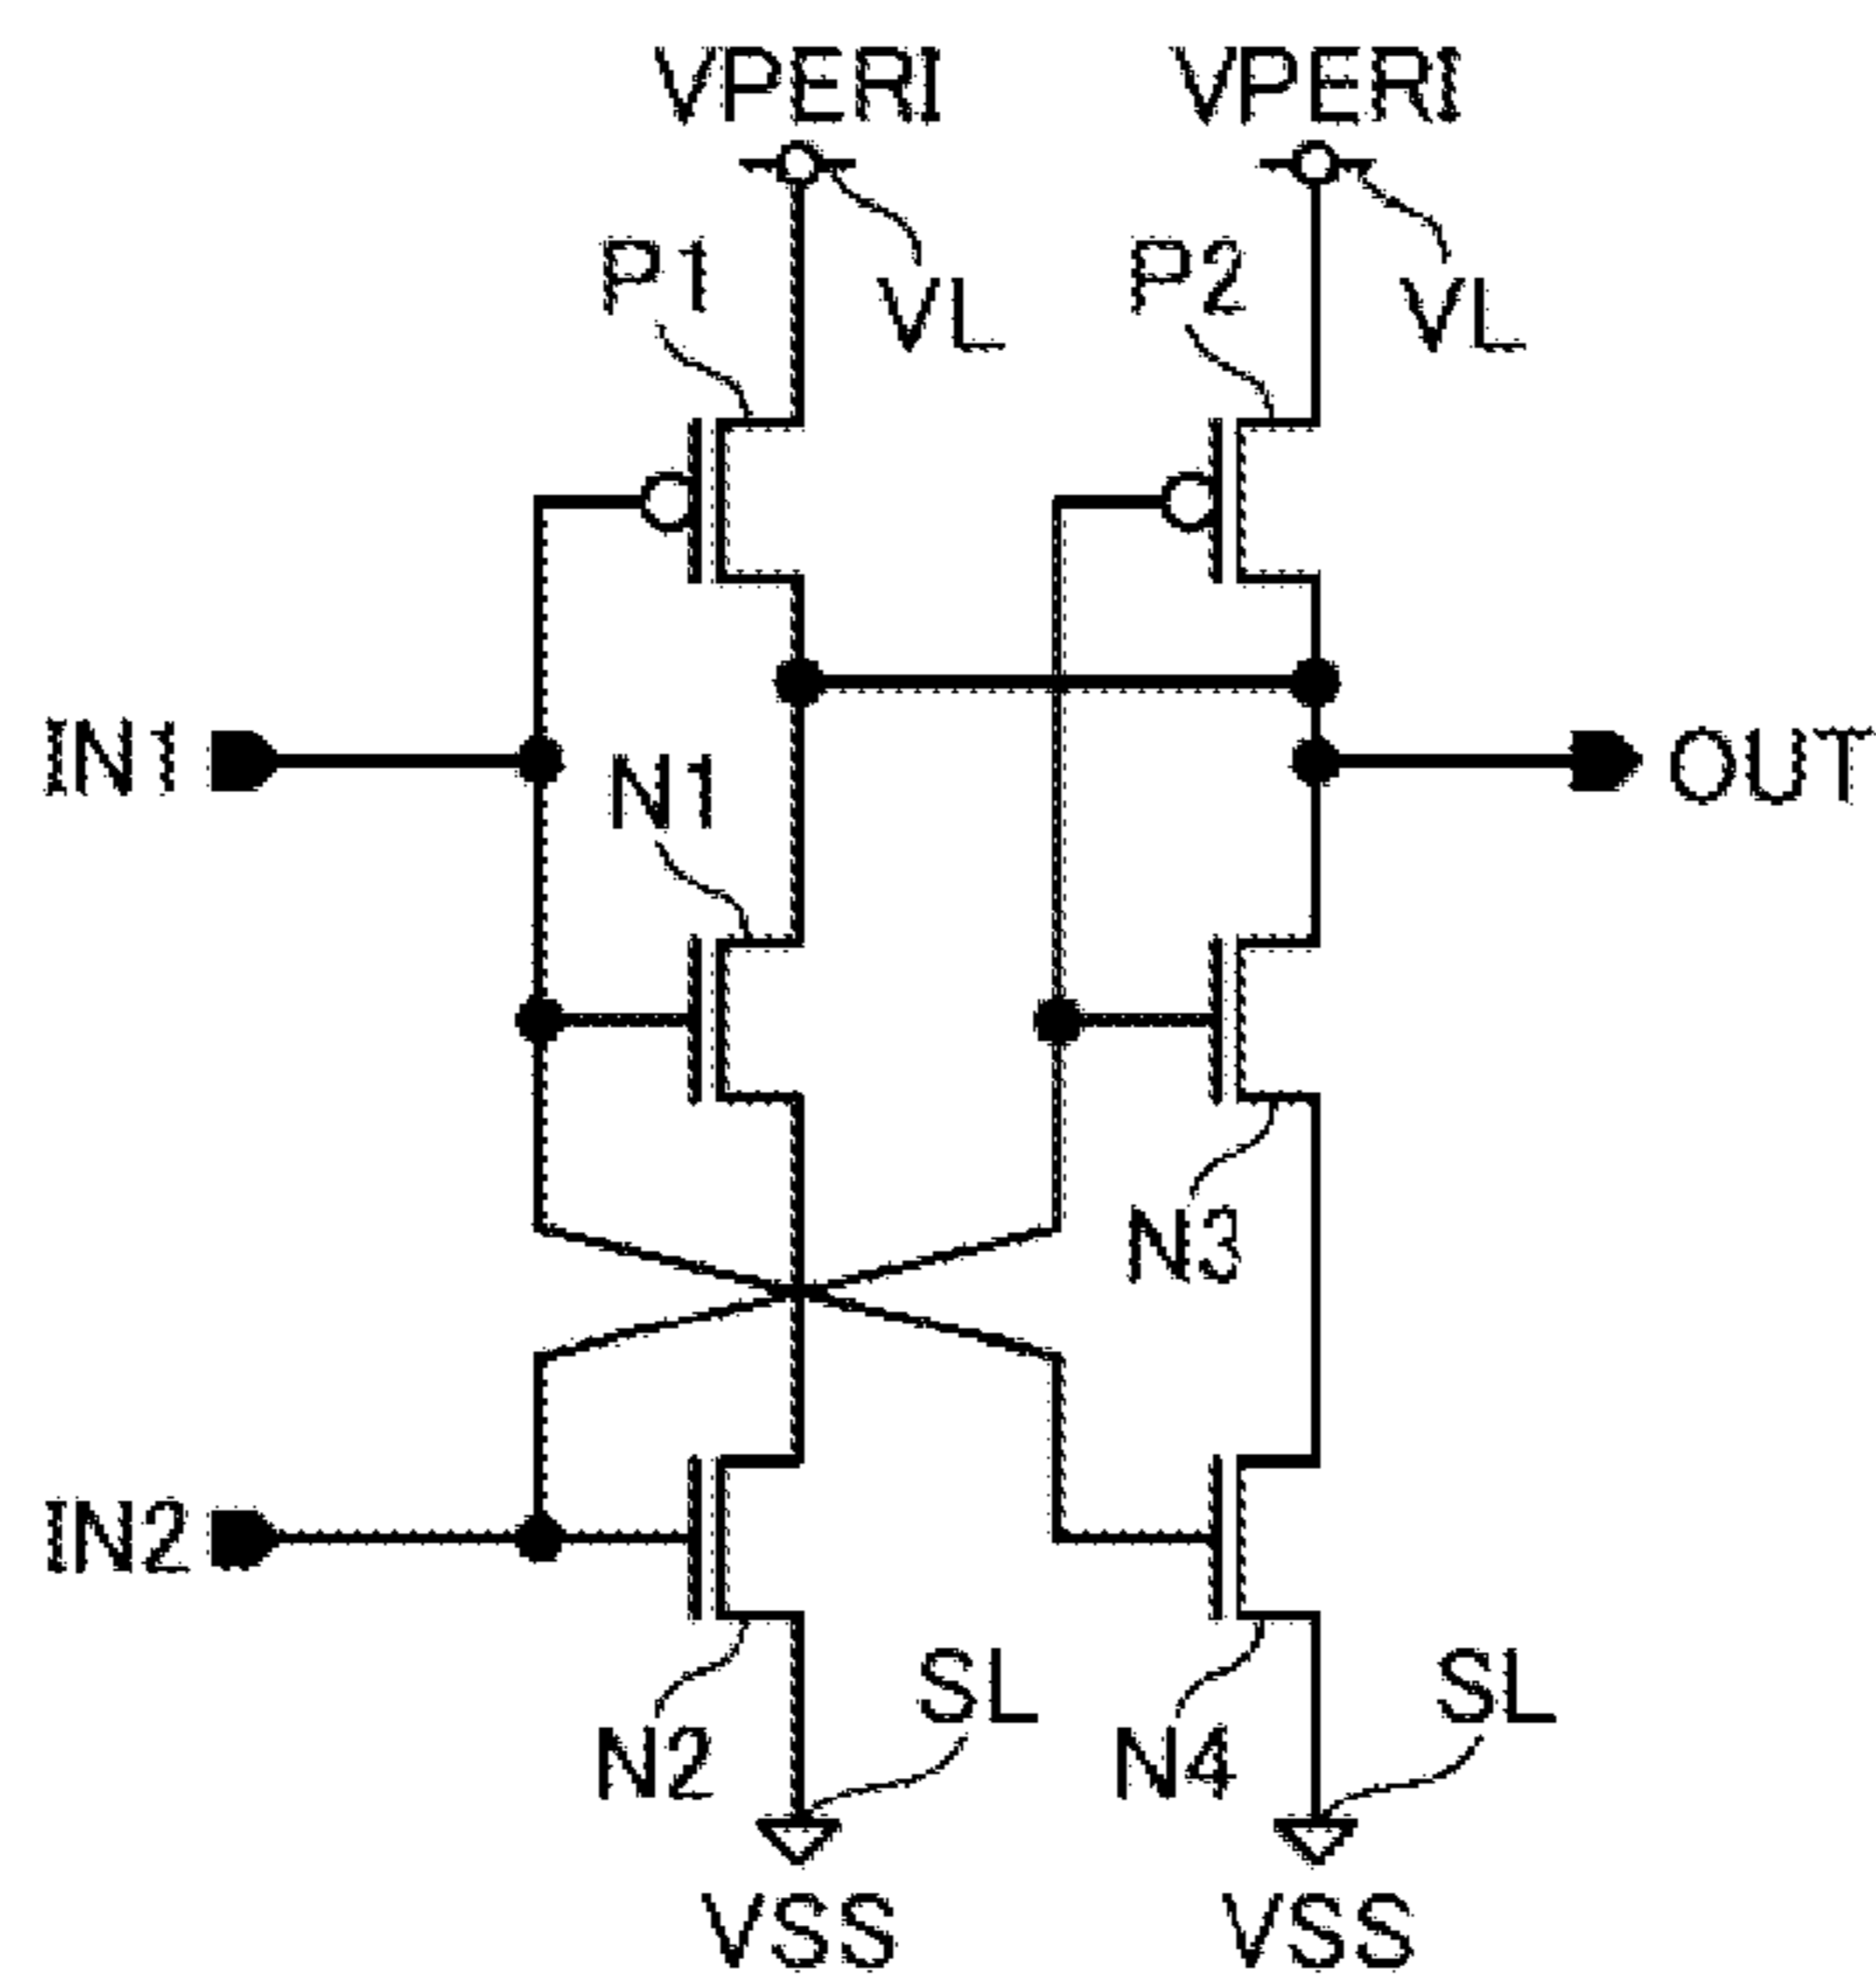 VPERI VPERI
P1 VL P2 VL
IN1 N1 OUT
N3
IN2
SL SL
N2 N4
VSS VSS